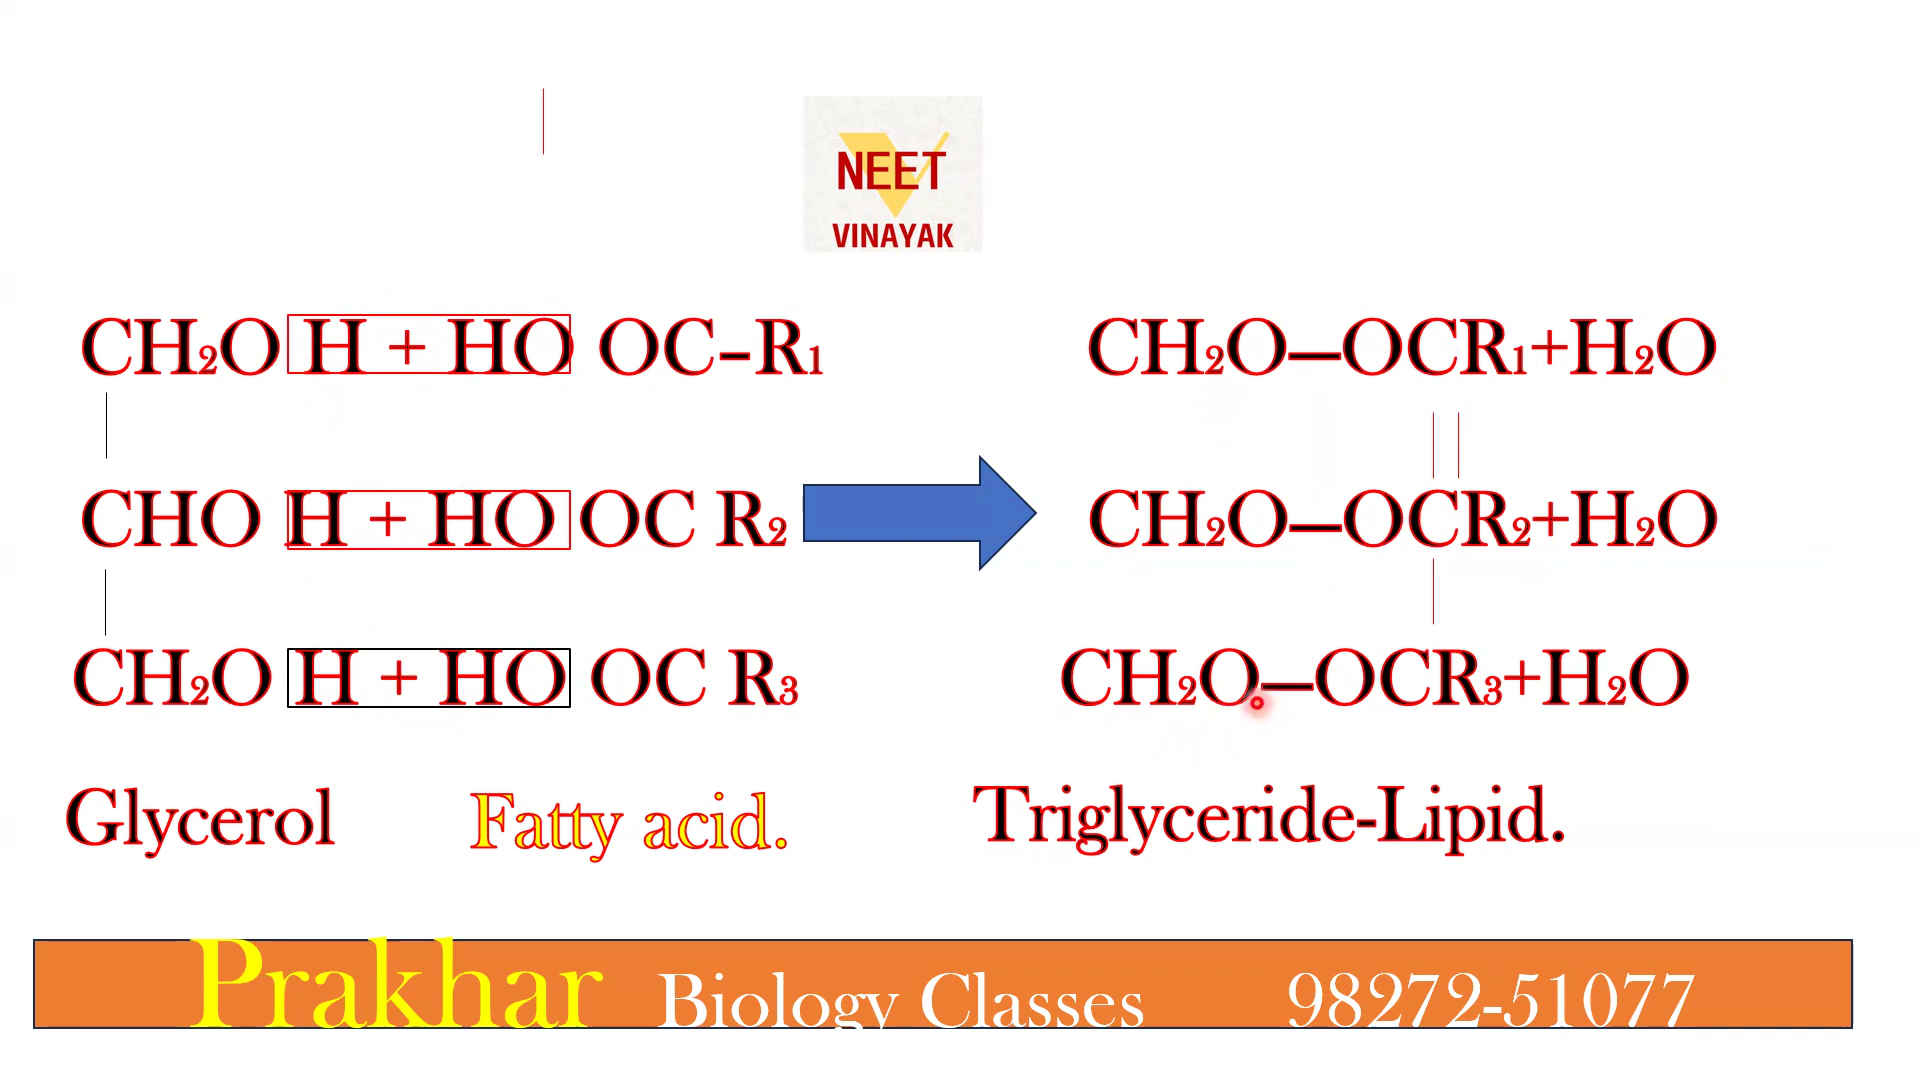 NEET
VINAYAK
CH₂O H + HO OC–R₁
CH₂O—OCR₁+H₂O
CHO H + HO OC R₂
CH₂O—OCR₂+H₂O
CH₂O H + HO OC R₃
CH₂O—OCR₃+H₂O
Glycerol
Fatty acid.
Triglyceride-Lipid.
Prakhar Biology Classes 98272-51077